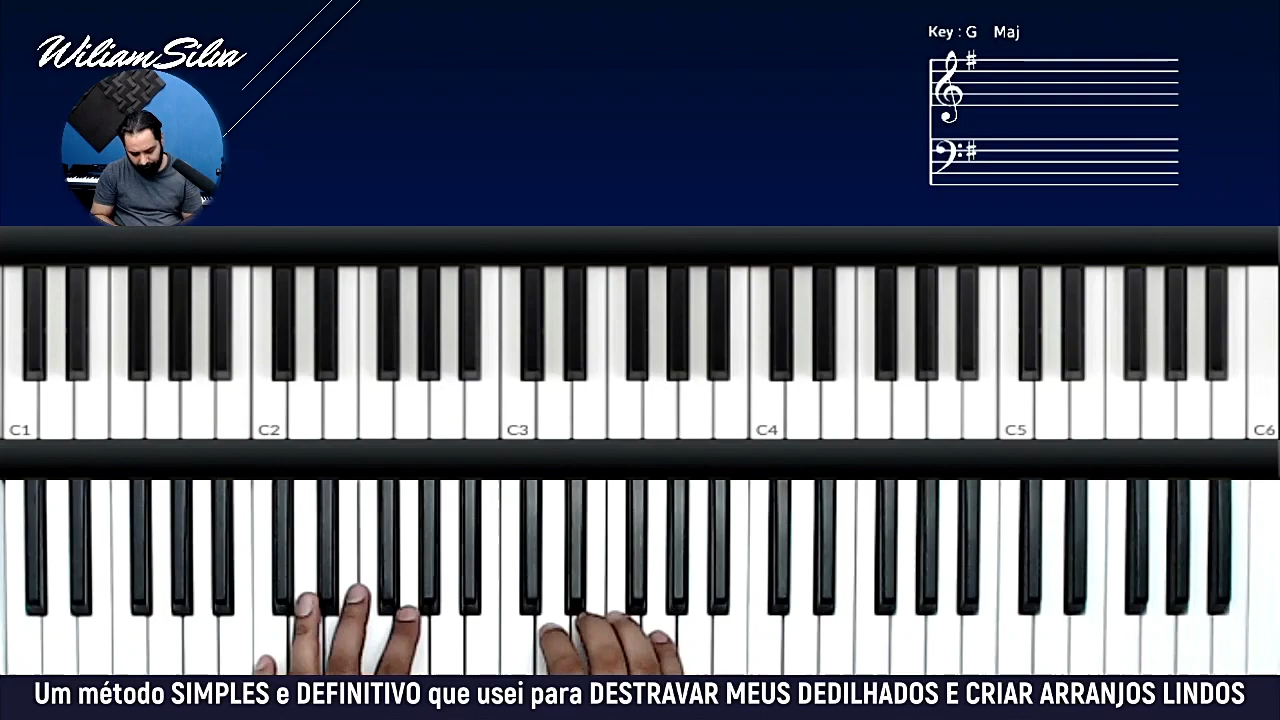 WiliamSilva
Key : G Maj
C1 C2 C3 C4 C5 C6
Um método SIMPLES e DEFINITIVO que usei para DESTRAVAR MEUS DEDILHADOS E CRIAR ARRANJOS LINDOS